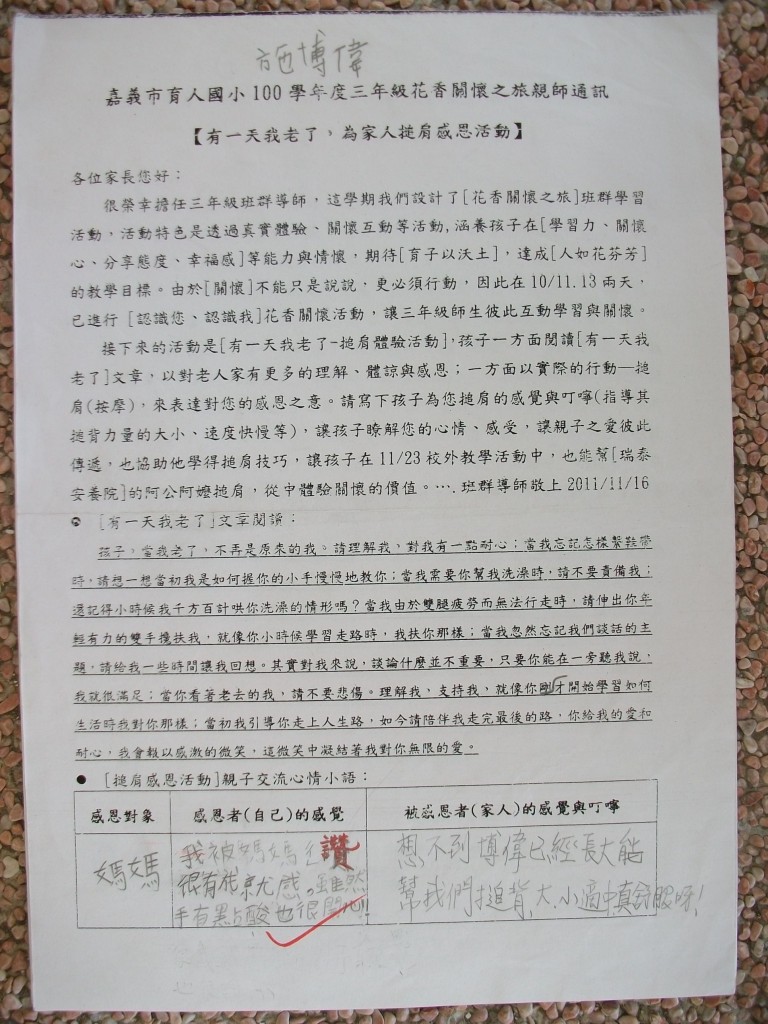 施博偉
嘉義市育人國小100學年度三年級花香關懷之旅親師通訊
【有一天我老了，為家人搥肩感恩活動】
各位家長您好：
很榮幸擔任三年級班群導師，這學期我們設計了[花香關懷之旅]班群學習
活動，活動特色是透過真實體驗、關懷互動等活動,涵養孩子在[學習力、關懷
心、分享態度、幸福感]等能力與情懷，期待[育子以沃土]，達成[人如花芬芳]
的教學目標。由於[關懷]不能只是說說，更必須行動，因此在10/11.13兩天，
已進行 [認識您、認識我]花香關懷活動，讓三年級師生彼此互動學習與關懷。
接下來的活動是[有一天我老了-搥肩體驗活動],孩子一方面閱讀[有一天我
老了]文章，以對老人家有更多的理解、體諒與感恩；一方面以實際的行動—搥
肩(按摩)，來表達對您的感恩之意。請寫下孩子為您搥肩的感覺與叮嚀(指導其
搥背力量的大小、速度快慢等)，讓孩子瞭解您的心情、感受，讓親子之愛彼此
傳遞，也協助他學得搥肩技巧，讓孩子在11/23校外教學活動中，也能幫[瑞泰
安養院]的阿公阿嬤搥肩，從中體驗關懷的價值。….班群導師敬上2011/11/16
[有一天我老了]文章閱讀：
孩子，當我老了，不再是原來的我。請理解我，對我有一點耐心；當我忘記怎樣繫鞋帶
時，請想一想當初我是如何握你的小手慢慢地教你；當我需要你幫我洗澡時，請不要責備我；
還記得小時候我千方百計哄你洗澡的情形嗎？當我由於雙腿疲勞而無法行走時，請伸出你年
輕有力的雙手攙扶我，就像你小時候學習走路時，我扶你那樣；當我忽然忘記我們談話的主
題，請給我一些時間讓我回想。其實對我來說，談論什麼並不重要，只要你能在一旁聽我說，
我就很滿足；當你看著老去的我，請不要悲傷。理解我，支持我，就像你剛才開始學習如何
生活時我對你那樣；當初我引導你走上人生路，如今請陪伴我走完最後的路，你給我的愛和
耐心，我會報以感激的微笑，這微笑中凝結著我對你無限的愛。
● [搥肩感恩活動]親子交流心情小語：
感恩對象 感恩者(自己)的感覺 被感恩者(家人)的感覺與叮嚀
媽媽
我被媽媽 讚
很有成就感。雖然
手有點酸也很開心!
想不到博偉已經長大能
幫我們搥背、大、小適中真舒服呀!